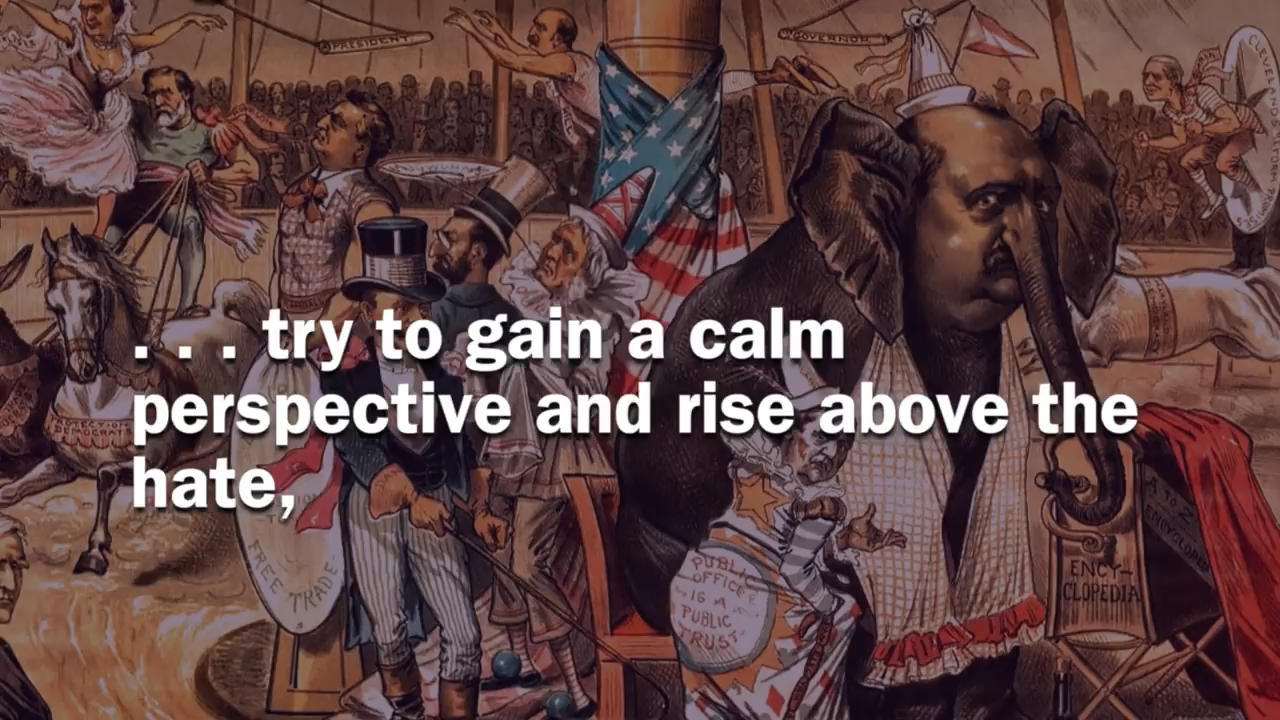 PRESIDENT
GOVERNOR
. . . try to gain a calm
perspective and rise above the
hate,
FREE TRADE
PUBLIC
OFFICE
IS A
PUBLIC
TRUST
ENCY-
CLOPEDIA
A TO Z